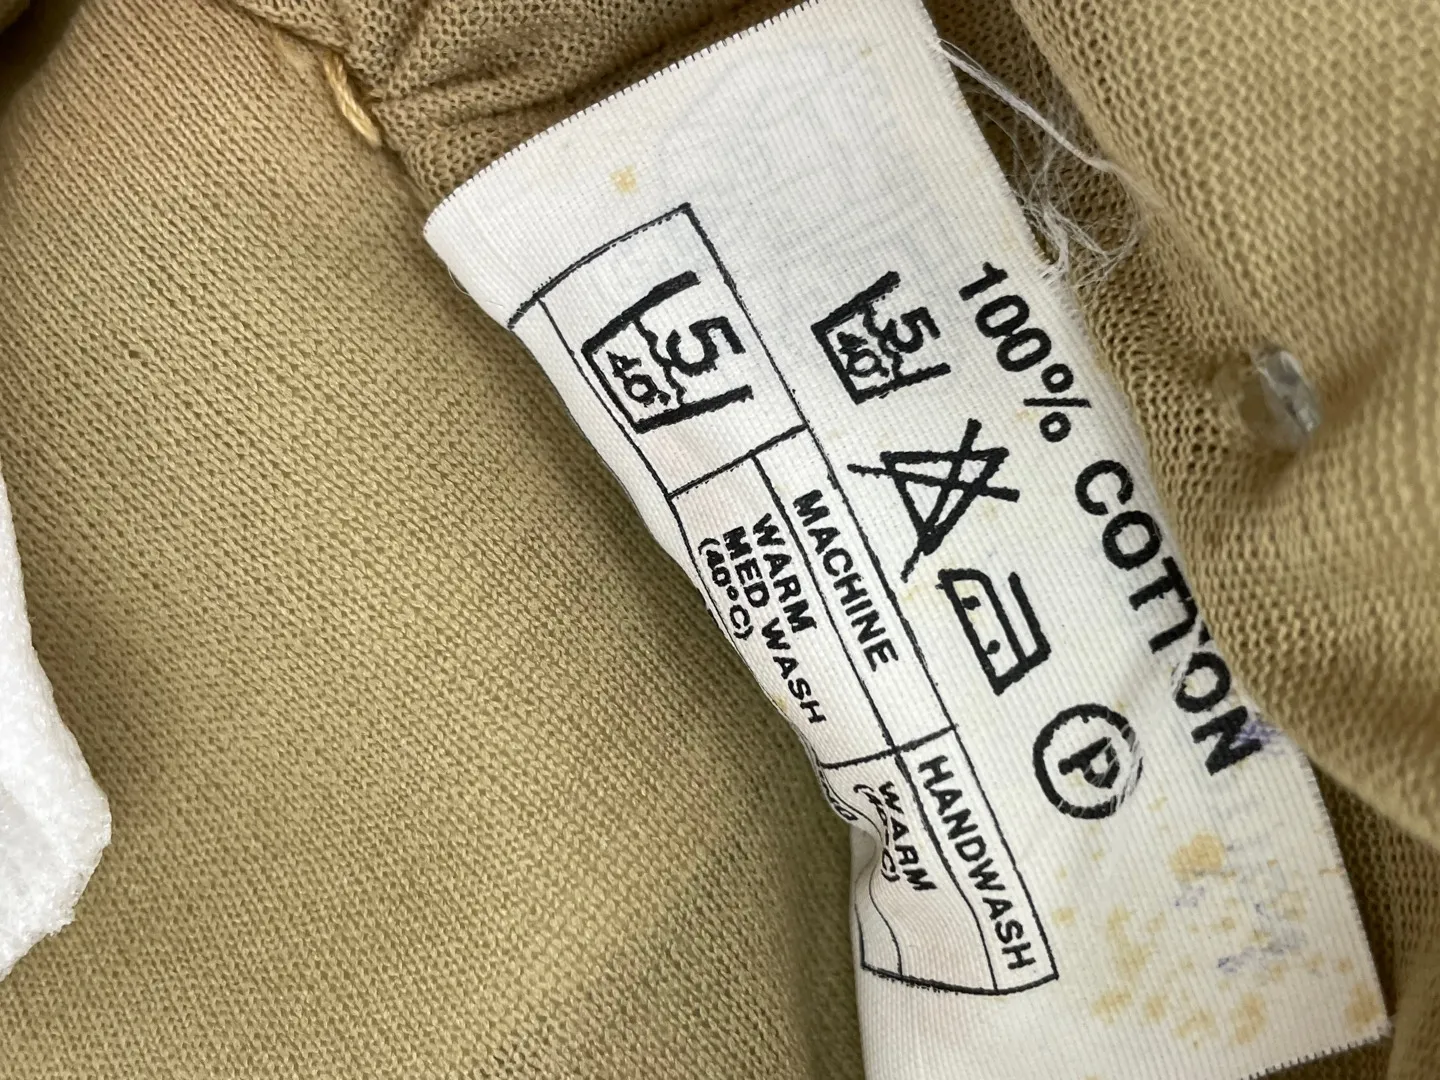 100% COTTON
5
40°
P
5
40°
MACHINE
HANDWASH
WARM
MED WASH
(40°C)
WARM